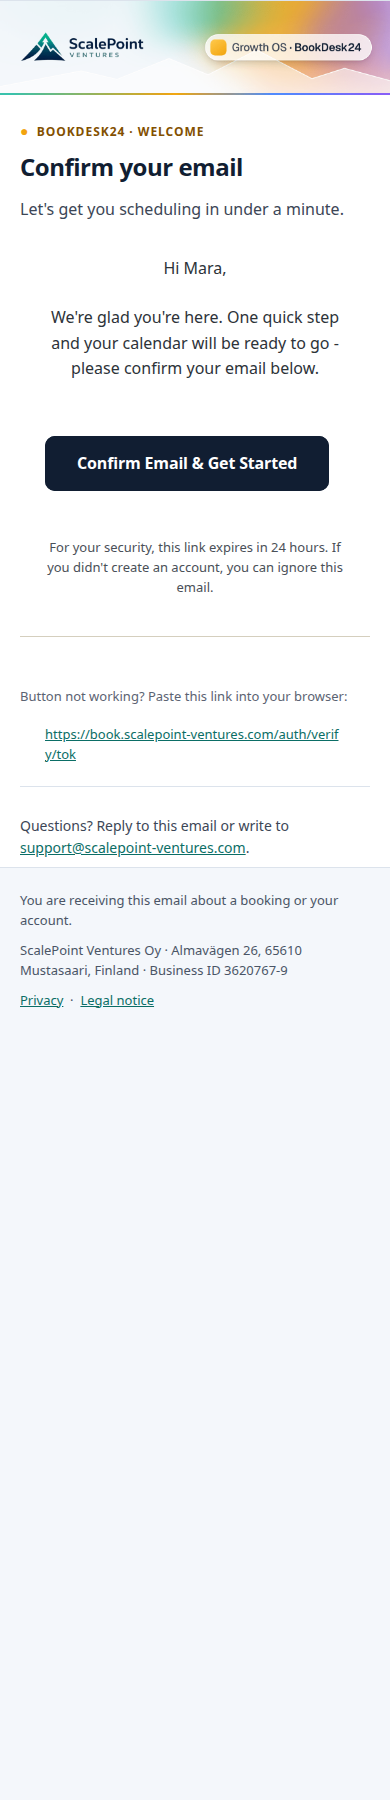 ScalePoint
VENTURES
Growth OS · BookDesk24
BOOKDESK24 · WELCOME
Confirm your email
Let's get you scheduling in under a minute.
Hi Mara,
We're glad you're here. One quick step
and your calendar will be ready to go -
please confirm your email below.
Confirm Email & Get Started
For your security, this link expires in 24 hours. If
you didn't create an account, you can ignore this
email.
Button not working? Paste this link into your browser:
https://book.scalepoint-ventures.com/auth/verif
y/tok
Questions? Reply to this email or write to
support@scalepoint-ventures.com.
You are receiving this email about a booking or your
account.
ScalePoint Ventures Oy · Almavägen 26, 65610
Mustasaari, Finland · Business ID 3620767-9
Privacy · Legal notice